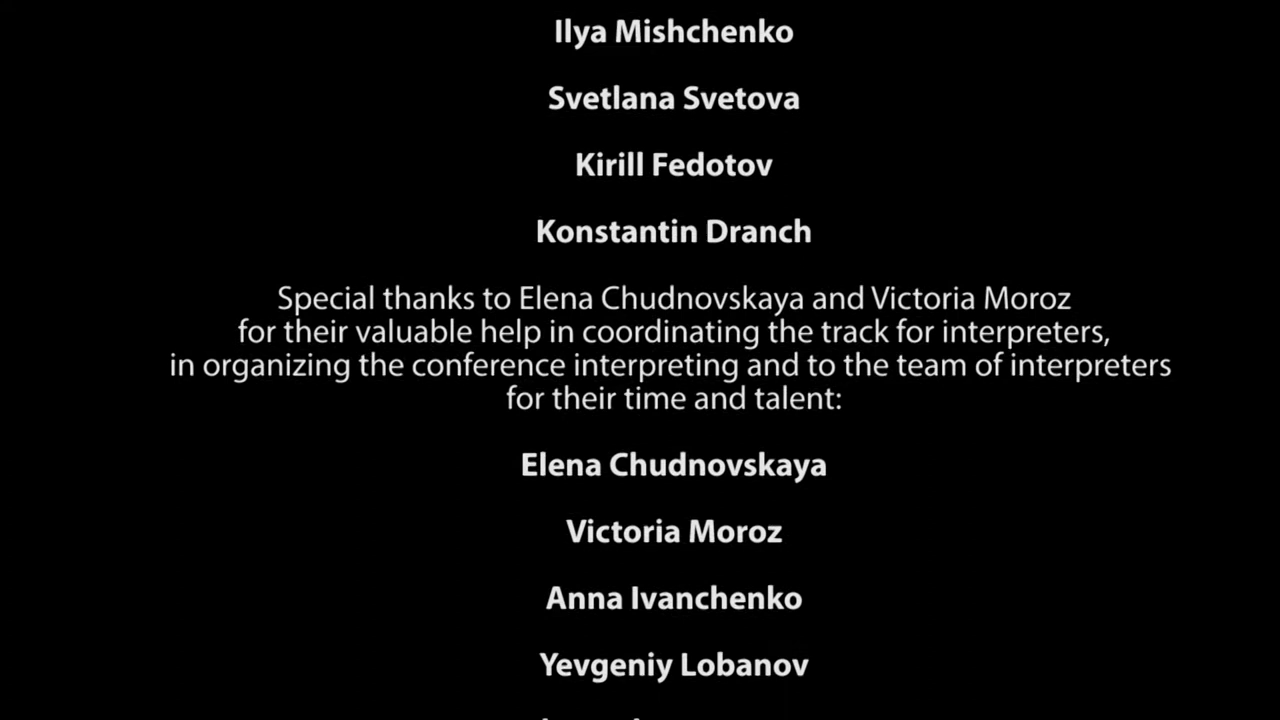 Ilya Mishchenko
Svetlana Svetova
Kirill Fedotov
Konstantin Dranch
Special thanks to Elena Chudnovskaya and Victoria Moroz
for their valuable help in coordinating the track for interpreters,
in organizing the conference interpreting and to the team of interpreters
for their time and talent:
Elena Chudnovskaya
Victoria Moroz
Anna Ivanchenko
Yevgeniy Lobanov